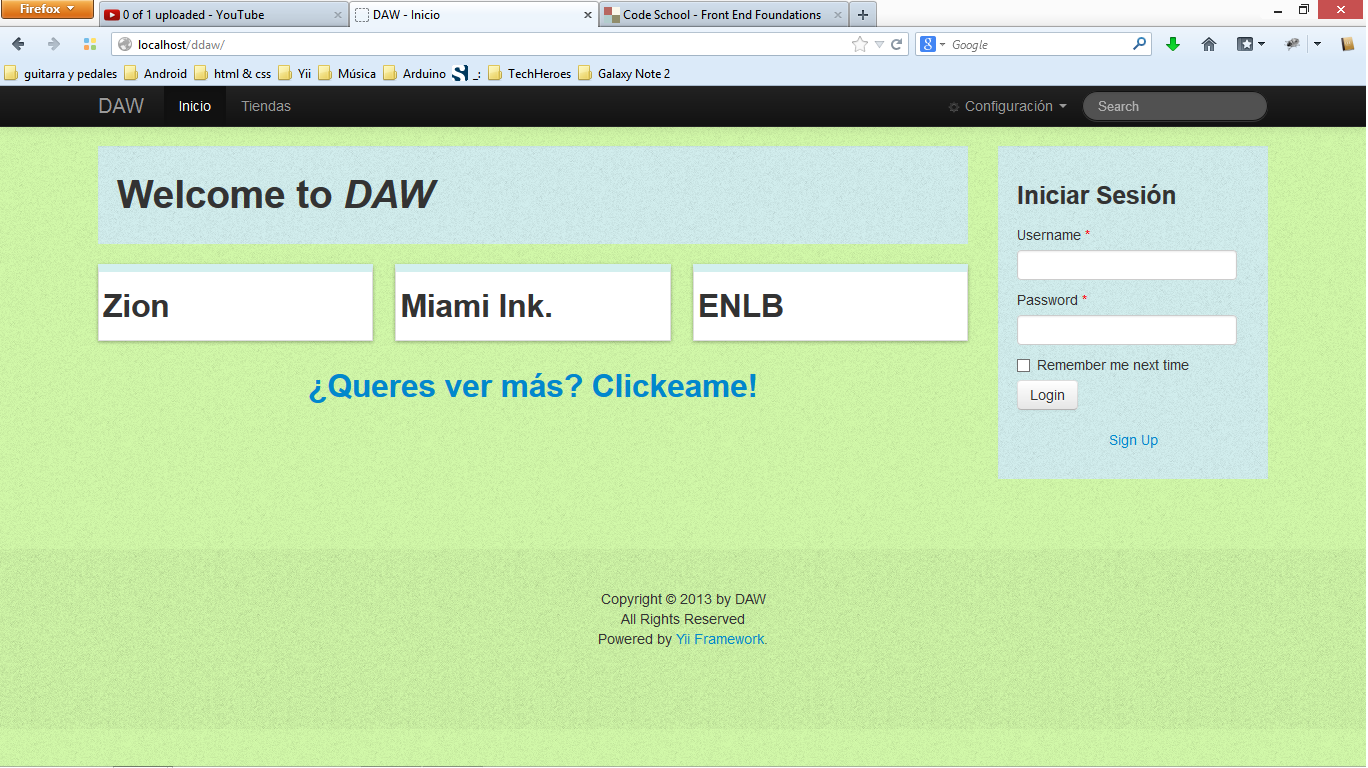 Firefox
0 of 1 uploaded - YouTube
DAW - Inicio
Code School - Front End Foundations
localhost/ddaw/
Google
guitarra y pedales
Android
html & css
Yii
Música
Arduino
_:
TechHeroes
Galaxy Note 2
DAW
Inicio
Tiendas
Configuración
Search
Welcome to DAW
Zion
Miami Ink.
ENLB
¿Queres ver más? Clickeame!
Iniciar Sesión
Username *
Password *
Remember me next time
Login
Sign Up
Copyright © 2013 by DAW
All Rights Reserved
Powered by Yii Framework.